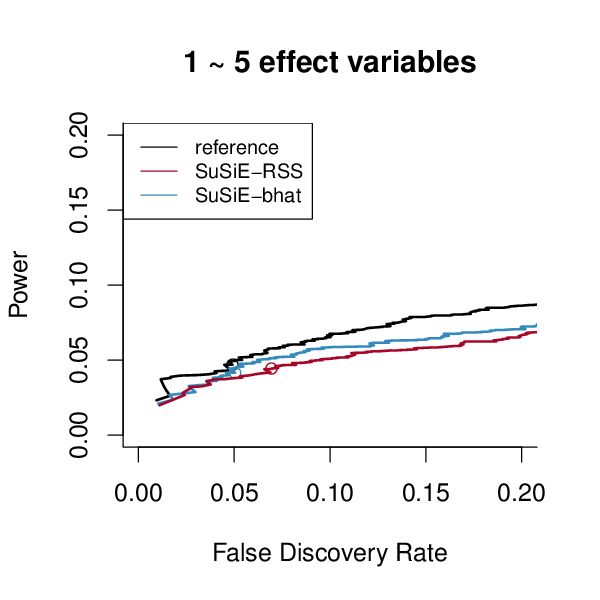 1 ~ 5 effect variables
reference
SuSiE−RSS
SuSiE−bhat
Power
0.20
0.15
0.10
0.05
0.00
0.00 0.05 0.10 0.15 0.20
False Discovery Rate